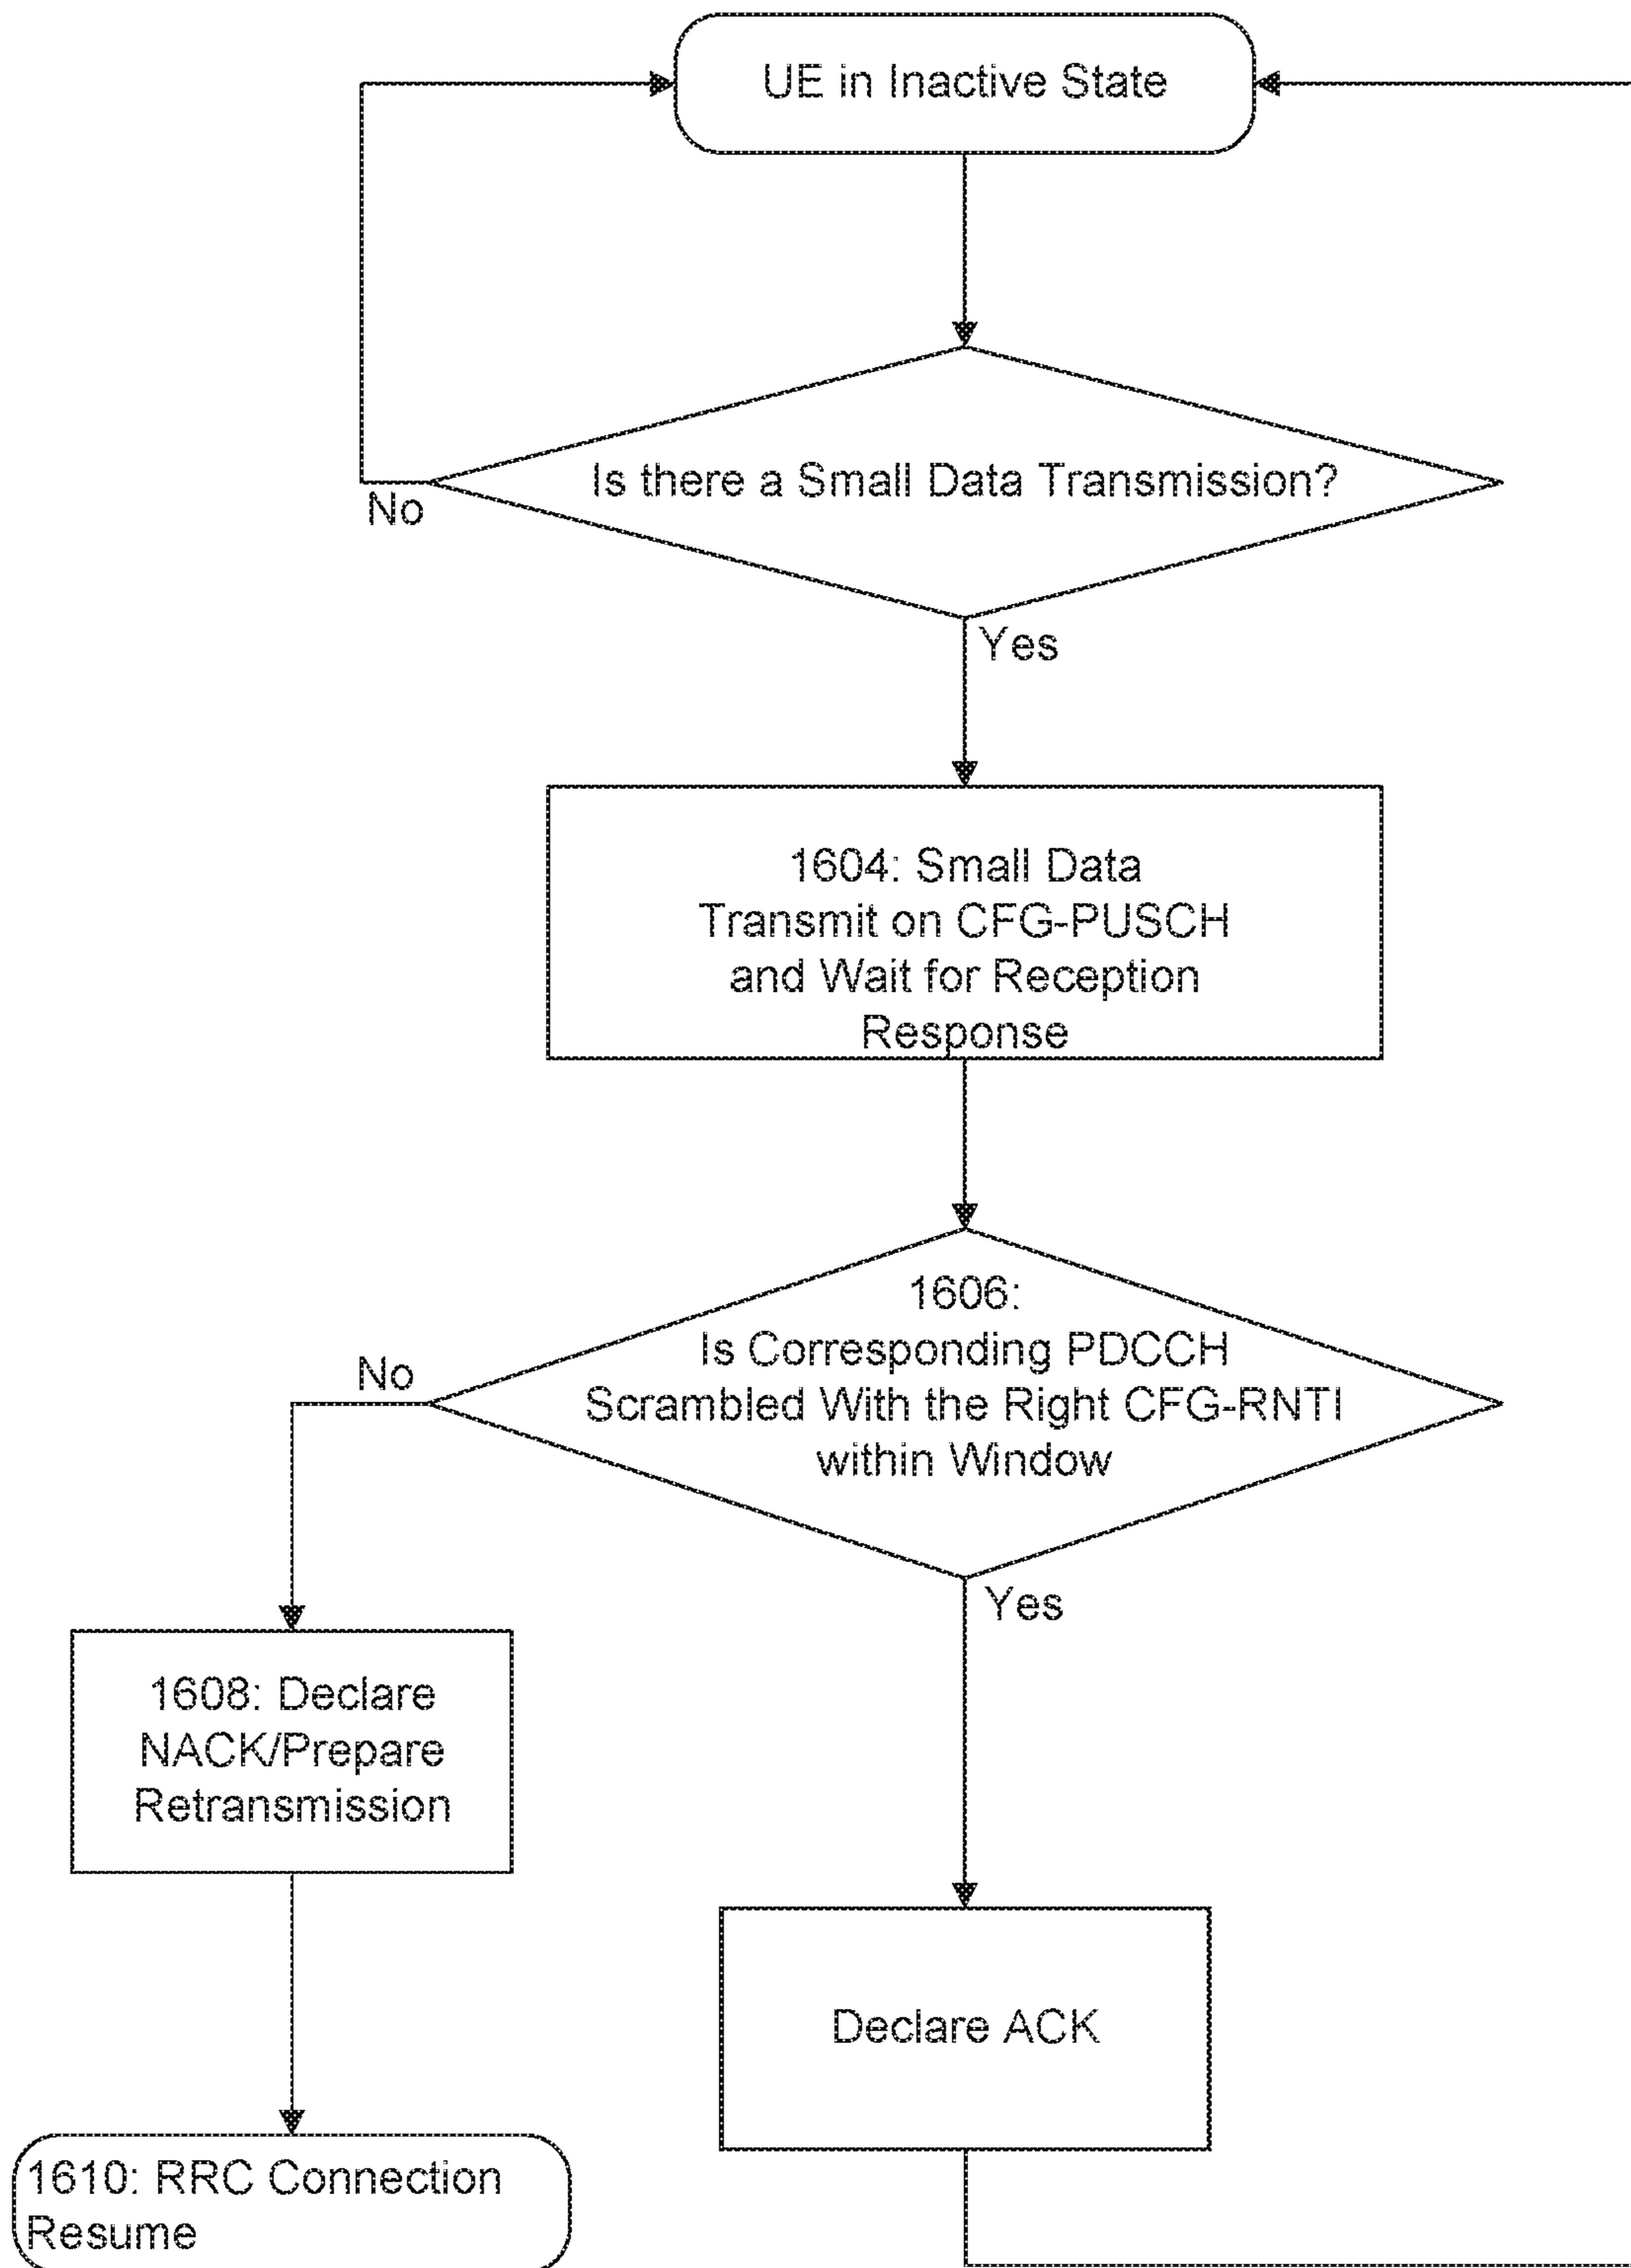 UE in Inactive State
Is there a Small Data Transmission?
No
Yes
1604: Small Data
Transmit on CFG-PUSCH
and Wait for Reception
Response
1606:
Is Corresponding PDCCH
Scrambled With the Right CFG-RNTI
within Window
No
Yes
1608: Declare
NACK/Prepare
Retransmission
Declare ACK
1610: RRC Connection
Resume